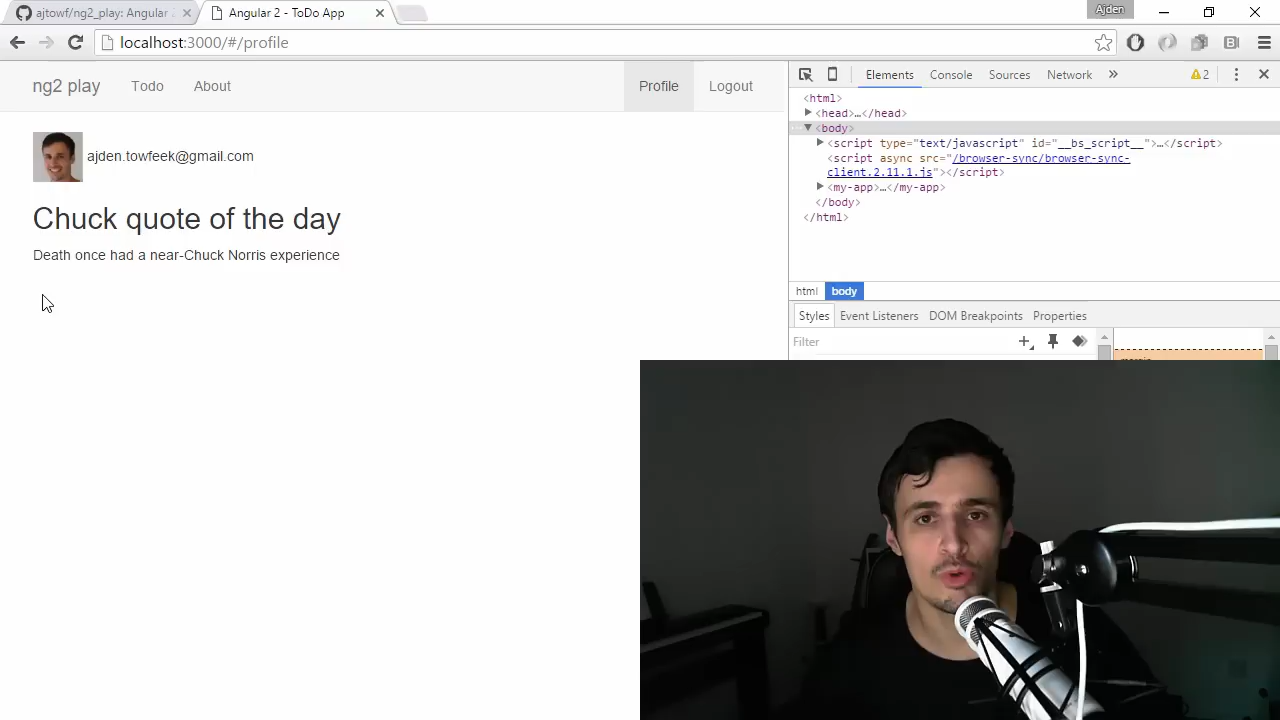 ajtowf/ng2_play: Angular 2
Angular 2 - ToDo App
Ajden
localhost:3000/#/profile
ng2 play Todo About Profile Logout
ajden.towfeek@gmail.com
Chuck quote of the day
Death once had a near-Chuck Norris experience
Elements Console Sources Network » 2
<html>
<head>…</head>
<body>
<script type="text/javascript" id="__bs_script__">…</script>
<script async src="/browser-sync/browser-sync-
client.2.11.1.js"></script>
<my-app>…</my-app>
</body>
</html>
html body
Styles Event Listeners DOM Breakpoints Properties
Filter